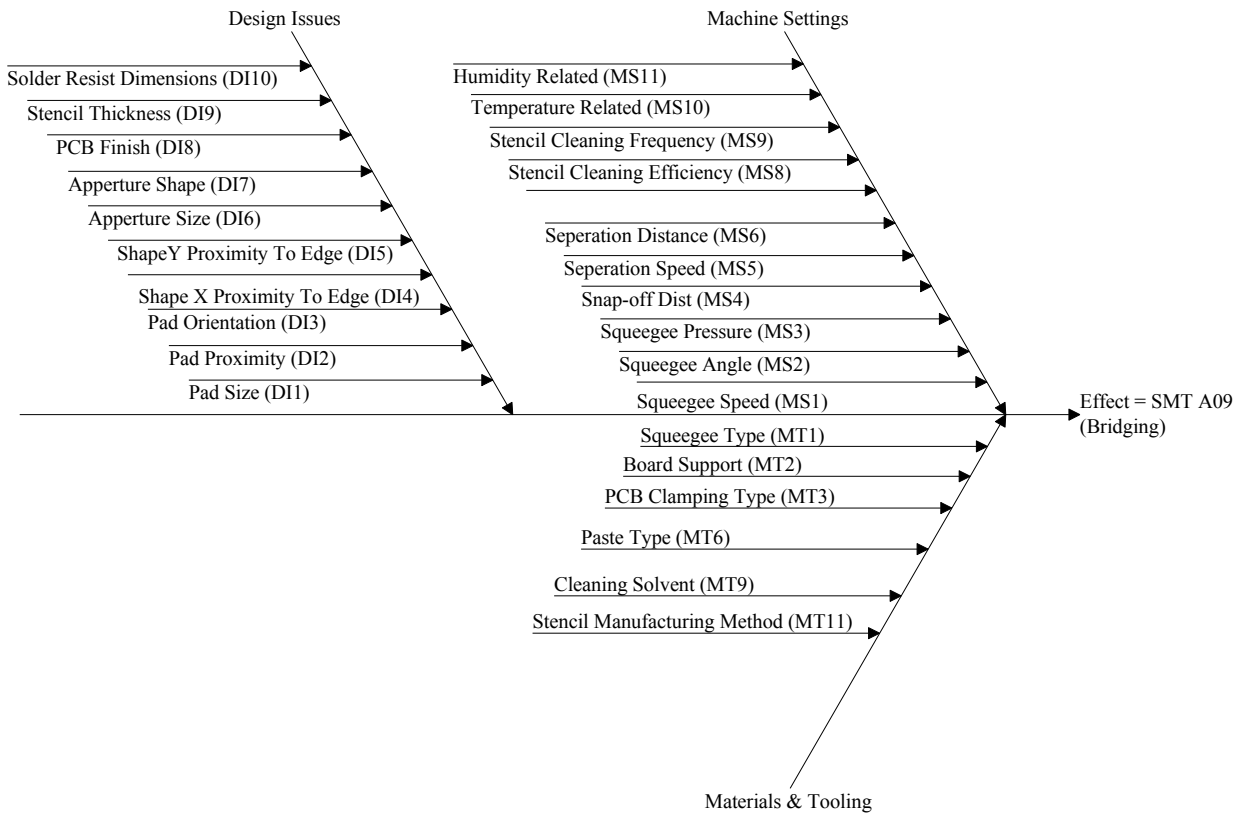 Design Issues
Solder Resist Dimensions (DI10)
Stencil Thickness (DI9)
PCB Finish (DI8)
Apperture Shape (DI7)
Apperture Size (DI6)
ShapeY Proximity To Edge (DI5)
Shape X Proximity To Edge (DI4)
Pad Orientation (DI3)
Pad Proximity (DI2)
Pad Size (DI1)
Machine Settings
Humidity Related (MS11)
Temperature Related (MS10)
Stencil Cleaning Frequency (MS9)
Stencil Cleaning Efficiency (MS8)
Seperation Distance (MS6)
Seperation Speed (MS5)
Snap-off Dist (MS4)
Squeegee Pressure (MS3)
Squeegee Angle (MS2)
Squeegee Speed (MS1)
Effect = SMT A09
(Bridging)
Squeegee Type (MT1)
Board Support (MT2)
PCB Clamping Type (MT3)
Paste Type (MT6)
Cleaning Solvent (MT9)
Stencil Manufacturing Method (MT11)
Materials & Tooling